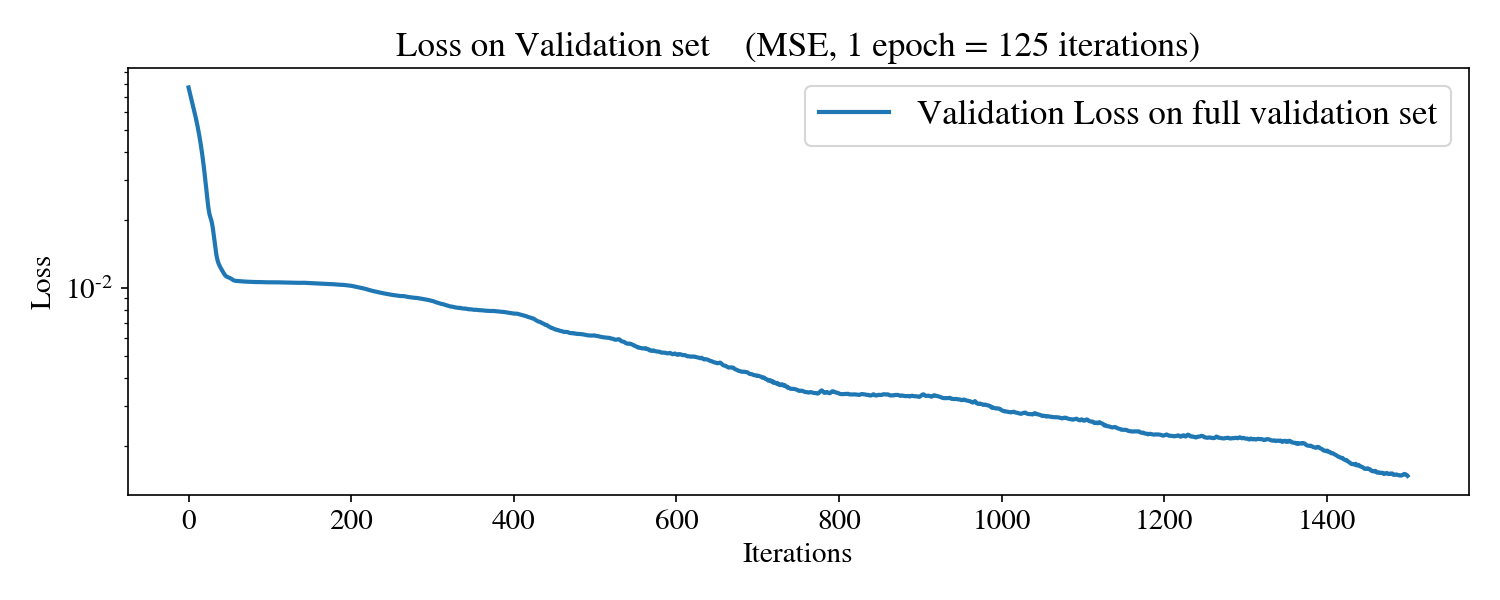 Loss on Validation set (MSE, 1 epoch = 125 iterations)
Validation Loss on full validation set
Loss
10⁻²
0 200 400 600 800 1000 1200 1400
Iterations